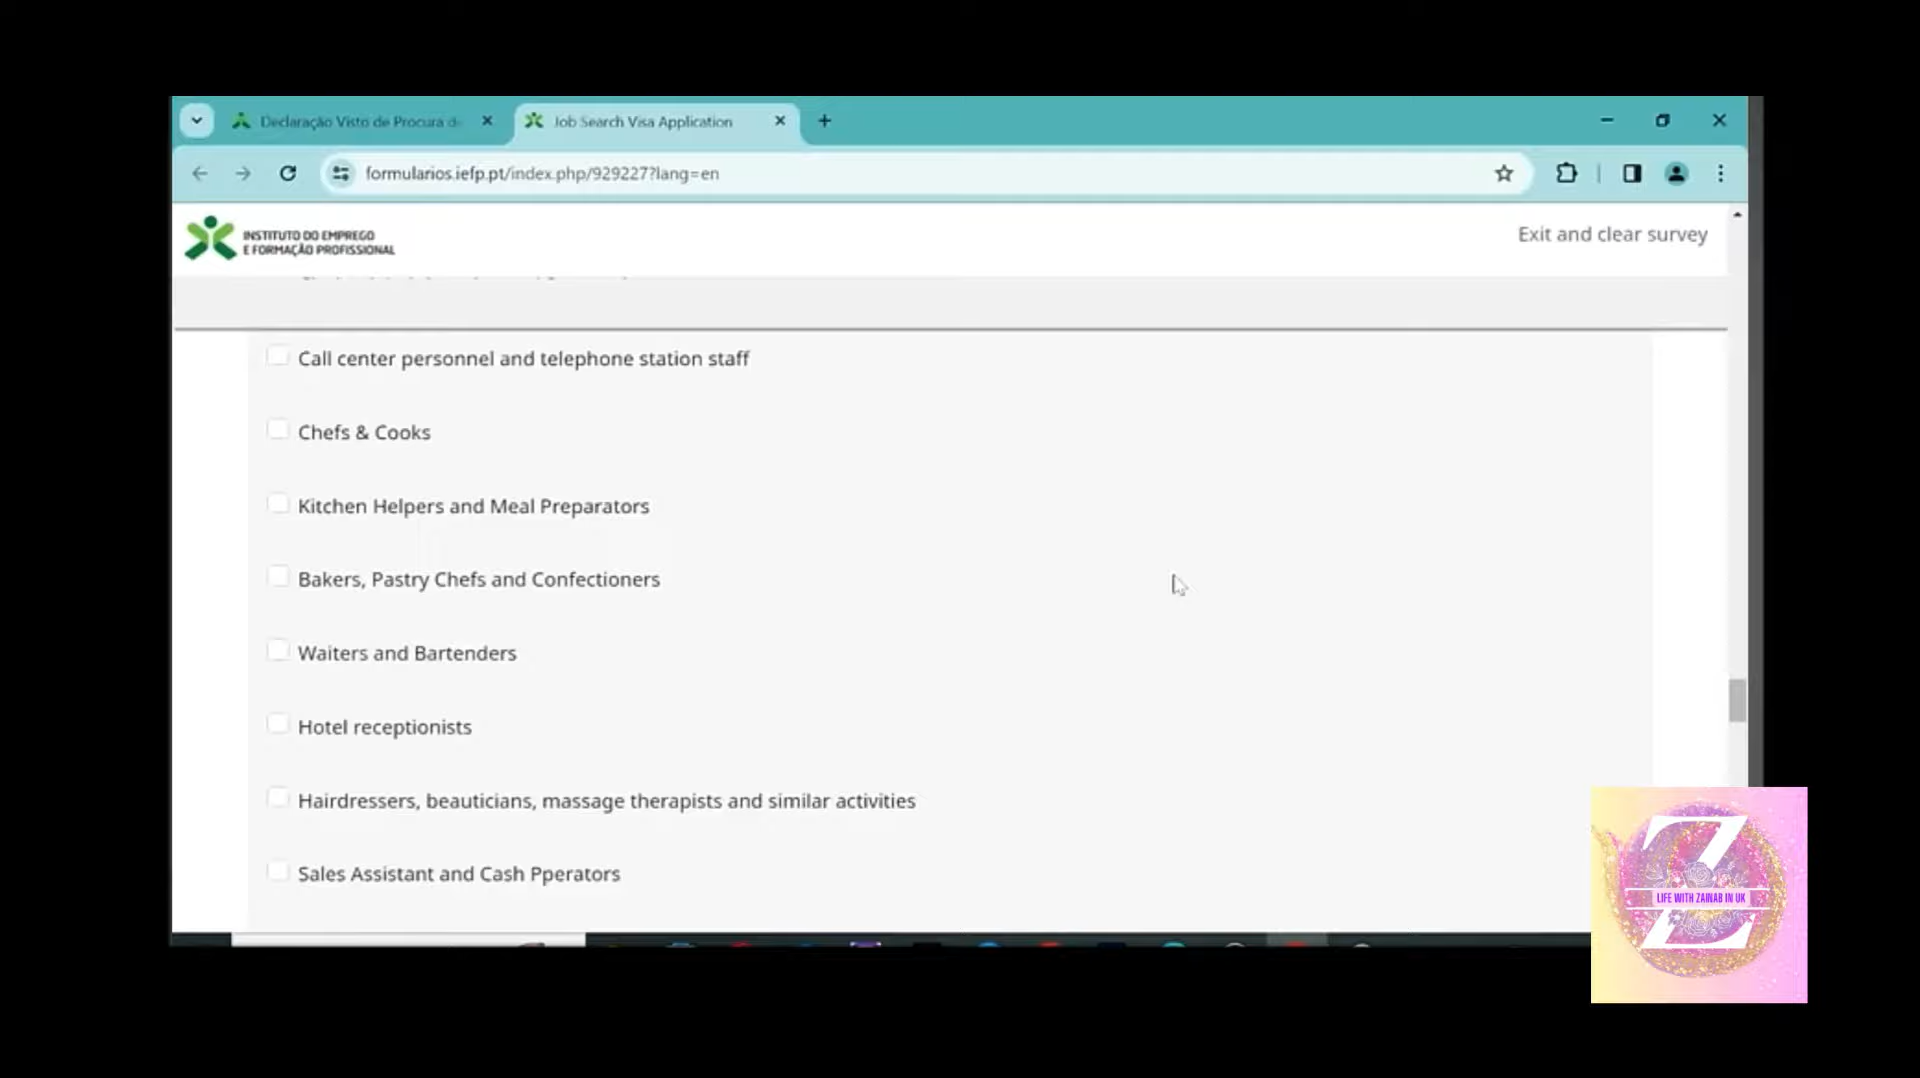 Declaração Visto de Procura de
Job Search Visa Application
formularios.iefp.pt/index.php/929227?lang=en
INSTITUTO DO EMPREGO
E FORMAÇÃO PROFISSIONAL
Exit and clear survey
Call center personnel and telephone station staff
Chefs & Cooks
Kitchen Helpers and Meal Preparators
Bakers, Pastry Chefs and Confectioners
Waiters and Bartenders
Hotel receptionists
Hairdressers, beauticians, massage therapists and similar activities
Sales Assistant and Cash Pperators
Z
LIFE WITH ZAINAB IN UK